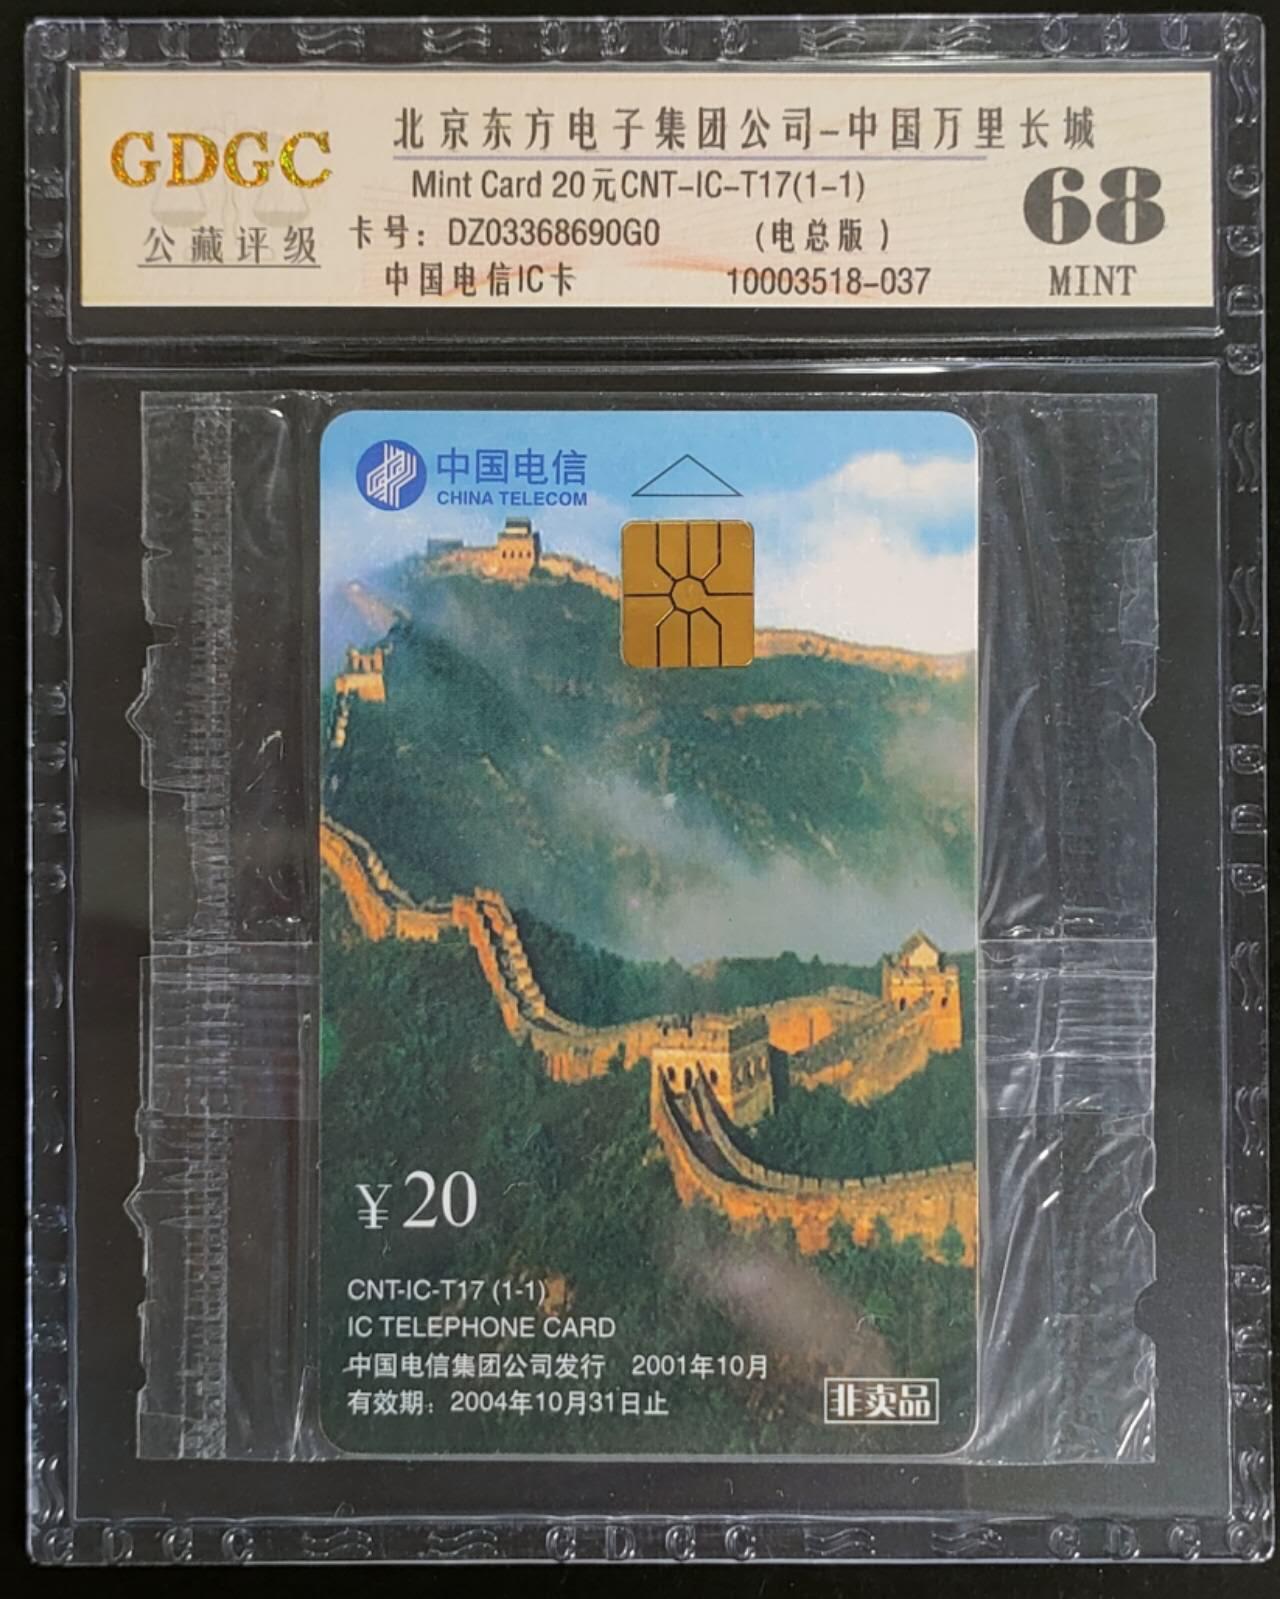 GDGC
公藏评级
北京东方电子集团公司-中国万里长城
Mint Card 20元CNT-IC-T17(1-1)
卡号：DZ03368690G0 (电总版)
中国电信IC卡 10003518-037
68
MINT
中国电信
CHINA TELECOM
¥20
CNT-IC-T17 (1-1)
IC TELEPHONE CARD
中国电信集团公司发行 2001年10月
有效期：2004年10月31日止
非卖品